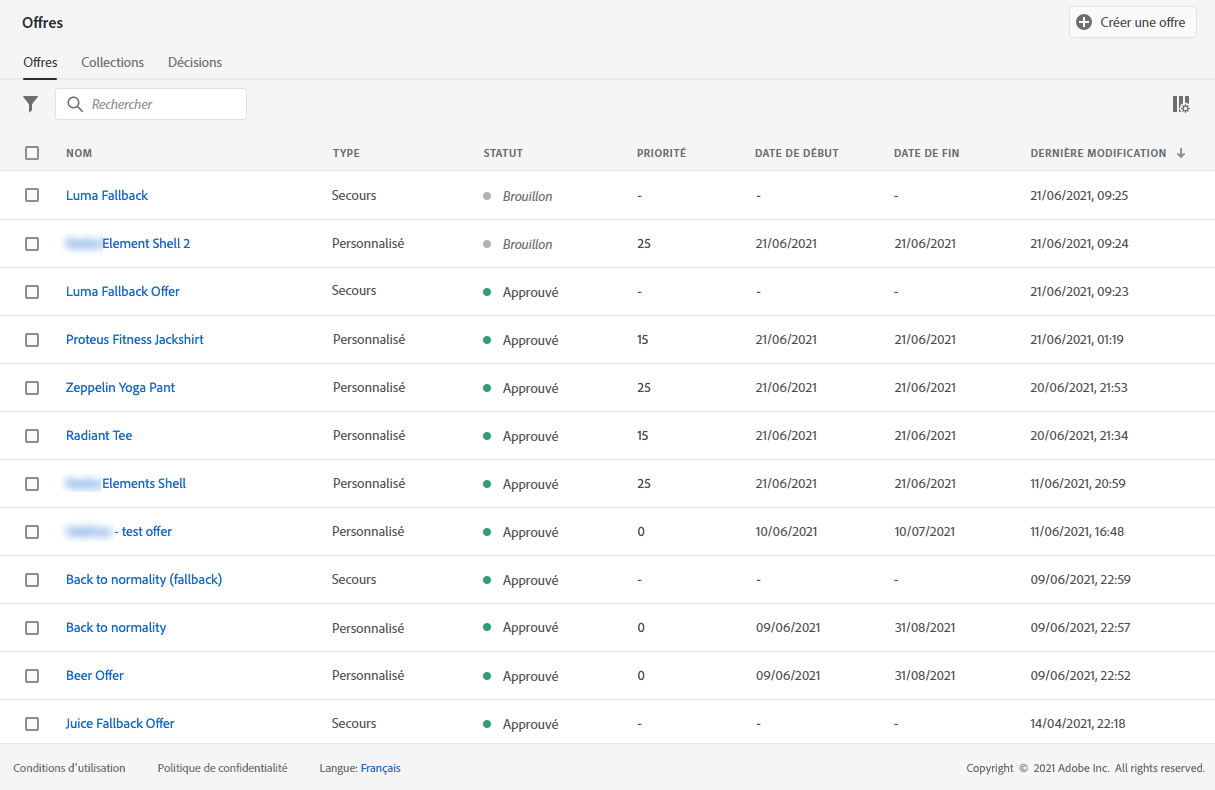 Offres
Créer une offre
Offres Collections Décisions
Rechercher
NOM TYPE STATUT PRIORITÉ DATE DE DÉBUT DATE DE FIN DERNIÈRE MODIFICATION
Luma Fallback Secours Brouillon - - - 21/06/2021, 09:25
Element Shell 2 Personnalisé Brouillon 25 21/06/2021 21/06/2021 21/06/2021, 09:24
Luma Fallback Offer Secours Approuvé - - - 21/06/2021, 09:23
Proteus Fitness Jackshirt Personnalisé Approuvé 15 21/06/2021 21/06/2021 21/06/2021, 01:19
Zeppelin Yoga Pant Personnalisé Approuvé 25 21/06/2021 21/06/2021 20/06/2021, 21:53
Radiant Tee Personnalisé Approuvé 15 21/06/2021 21/06/2021 20/06/2021, 21:34
Elements Shell Personnalisé Approuvé 25 21/06/2021 21/06/2021 11/06/2021, 20:59
- test offer Personnalisé Approuvé 0 10/06/2021 10/07/2021 11/06/2021, 16:48
Back to normality (fallback) Secours Approuvé - - - 09/06/2021, 22:59
Back to normality Personnalisé Approuvé 0 09/06/2021 31/08/2021 09/06/2021, 22:57
Beer Offer Personnalisé Approuvé 0 09/06/2021 31/08/2021 09/06/2021, 22:52
Juice Fallback Offer Secours Approuvé - - - 14/04/2021, 22:18
Conditions d'utilisation Politique de confidentialité Langue: Français Copyright © 2021 Adobe Inc. All rights reserved.